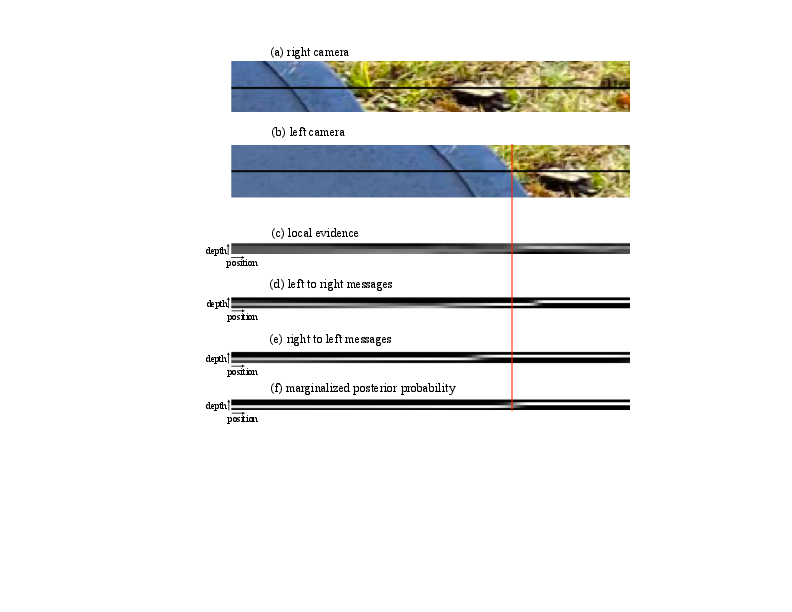 (a) right camera
(b) left camera
(c) local evidence
depth
position
(d) left to right messages
depth
position
(e) right to left messages
depth
position
(f) marginalized posterior probability
depth
position